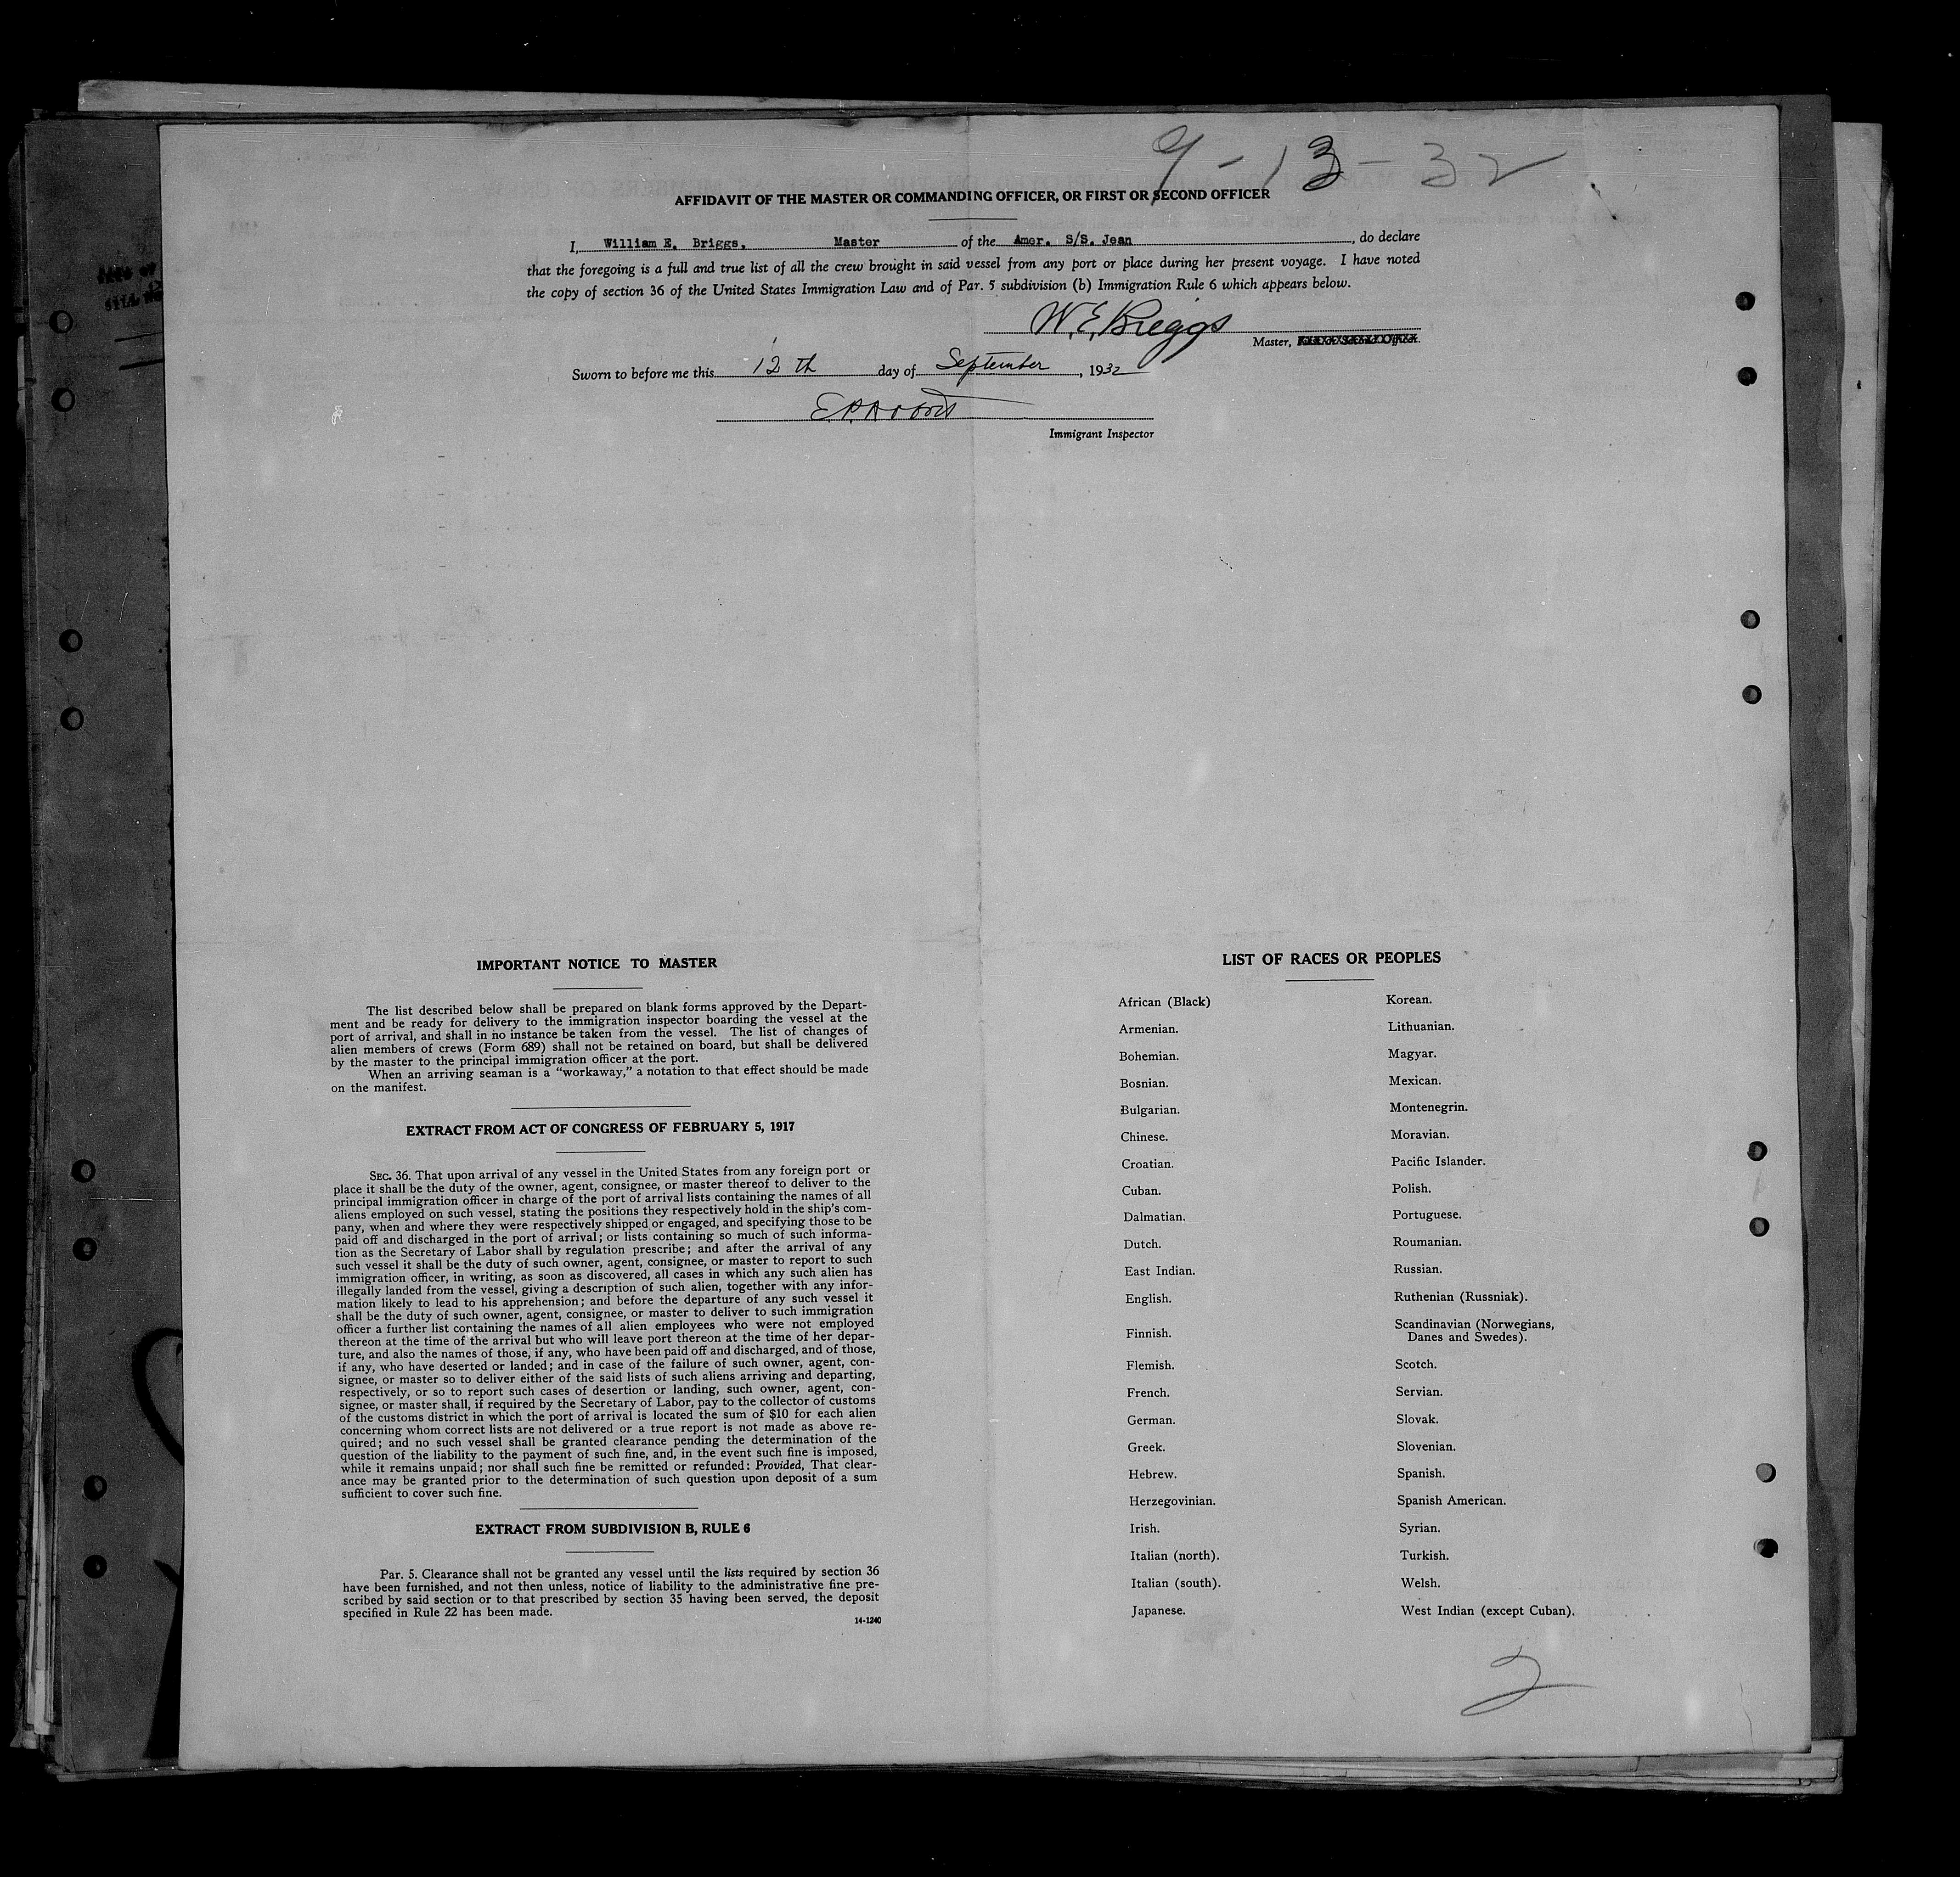 9-13-32
AFFIDAVIT OF THE MASTER OR COMMANDING OFFICER, OR FIRST OR SECOND OFFICER
I, William E. Briggs, Master of the Amer. S/S. Jean, do declare
that the foregoing is a full and true list of all the crew brought in said vessel from any port or place during her present voyage. I have noted
the copy of section 36 of the United States Immigration Law and of Par. 5 subdivision (b) Immigration Rule 6 which appears below.
W. E. Briggs
Master,
Sworn to before me this 12th day of September, 1932
Immigrant Inspector
IMPORTANT NOTICE TO MASTER
The list described below shall be prepared on blank forms approved by the Depart-
ment and be ready for delivery to the immigration inspector boarding the vessel at the
port of arrival, and shall in no instance be taken from the vessel. The list of changes of
alien members of crews (Form 689) shall not be retained on board, but shall be delivered
by the master to the principal immigration officer at the port.
When an arriving seaman is a “workaway,” a notation to that effect should be made
on the manifest.
EXTRACT FROM ACT OF CONGRESS OF FEBRUARY 5, 1917
SEC. 36. That upon arrival of any vessel in the United States from any foreign port or
place it shall be the duty of the owner, agent, consignee, or master thereof to deliver to the
principal immigration officer in charge of the port of arrival lists containing the names of all
aliens employed on such vessel, stating the positions they respectively hold in the ship's com-
pany, when and where they were respectively shipped or engaged, and specifying those to be
paid off and discharged in the port of arrival; or lists containing so much of such informa-
tion as the Secretary of Labor shall by regulation prescribe; and after the arrival of any
such vessel it shall be the duty of such owner, agent, consignee, or master to report to such
immigration officer, in writing, as soon as discovered, all cases in which any such alien has
illegally landed from the vessel, giving a description of such alien, together with any infor-
mation likely to lead to his apprehension; and before the departure of any such vessel it
shall be the duty of such owner, agent, consignee, or master to deliver to such immigration
officer a further list containing the names of all alien employees who were not employed
thereon at the time of the arrival but who will leave port thereon at the time of her depar-
ture, and also the names of those, if any, who have been paid off and discharged, and of those,
if any, who have deserted or landed; and in case of the failure of such owner, agent, con-
signee, or master so to deliver either of the said lists of such aliens arriving and departing,
respectively, or so to report such cases of desertion or landing, such owner, agent, con-
signee, or master shall, if required by the Secretary of Labor, pay to the collector of customs
of the customs district in which the port of arrival is located the sum of $10 for each alien
concerning whom correct lists are not delivered or a true report is not made as above re-
quired; and no such vessel shall be granted clearance pending the determination of the
question of the liability to the payment of such fine, and, in the event such fine is imposed,
while it remains unpaid; nor shall such fine be remitted or refunded: Provided, That clear-
ance may be granted prior to the determination of such question upon deposit of a sum
sufficient to cover such fine.
EXTRACT FROM SUBDIVISION B, RULE 6
Par. 5. Clearance shall not be granted any vessel until the lists required by section 36
have been furnished, and not then unless, notice of liability to the administrative fine pre-
scribed by said section or to that prescribed by section 35 having been served, the deposit
specified in Rule 22 has been made.
14-1240
LIST OF RACES OR PEOPLES
African (Black)
Armenian.
Bohemian.
Bosnian.
Bulgarian.
Chinese.
Croatian.
Cuban.
Dalmatian.
Dutch.
East Indian.
English.
Finnish.
Flemish.
French.
German.
Greek.
Hebrew.
Herzegovinian.
Irish.
Italian (north).
Italian (south).
Japanese.
Korean.
Lithuanian.
Magyar.
Mexican.
Montenegrin.
Moravian.
Pacific Islander.
Polish.
Portuguese.
Roumanian.
Russian.
Ruthenian (Russniak).
Scandinavian (Norwegians,
Danes and Swedes).
Scotch.
Servian.
Slovak.
Slovenian.
Spanish.
Spanish American.
Syrian.
Turkish.
Welsh.
West Indian (except Cuban).
2